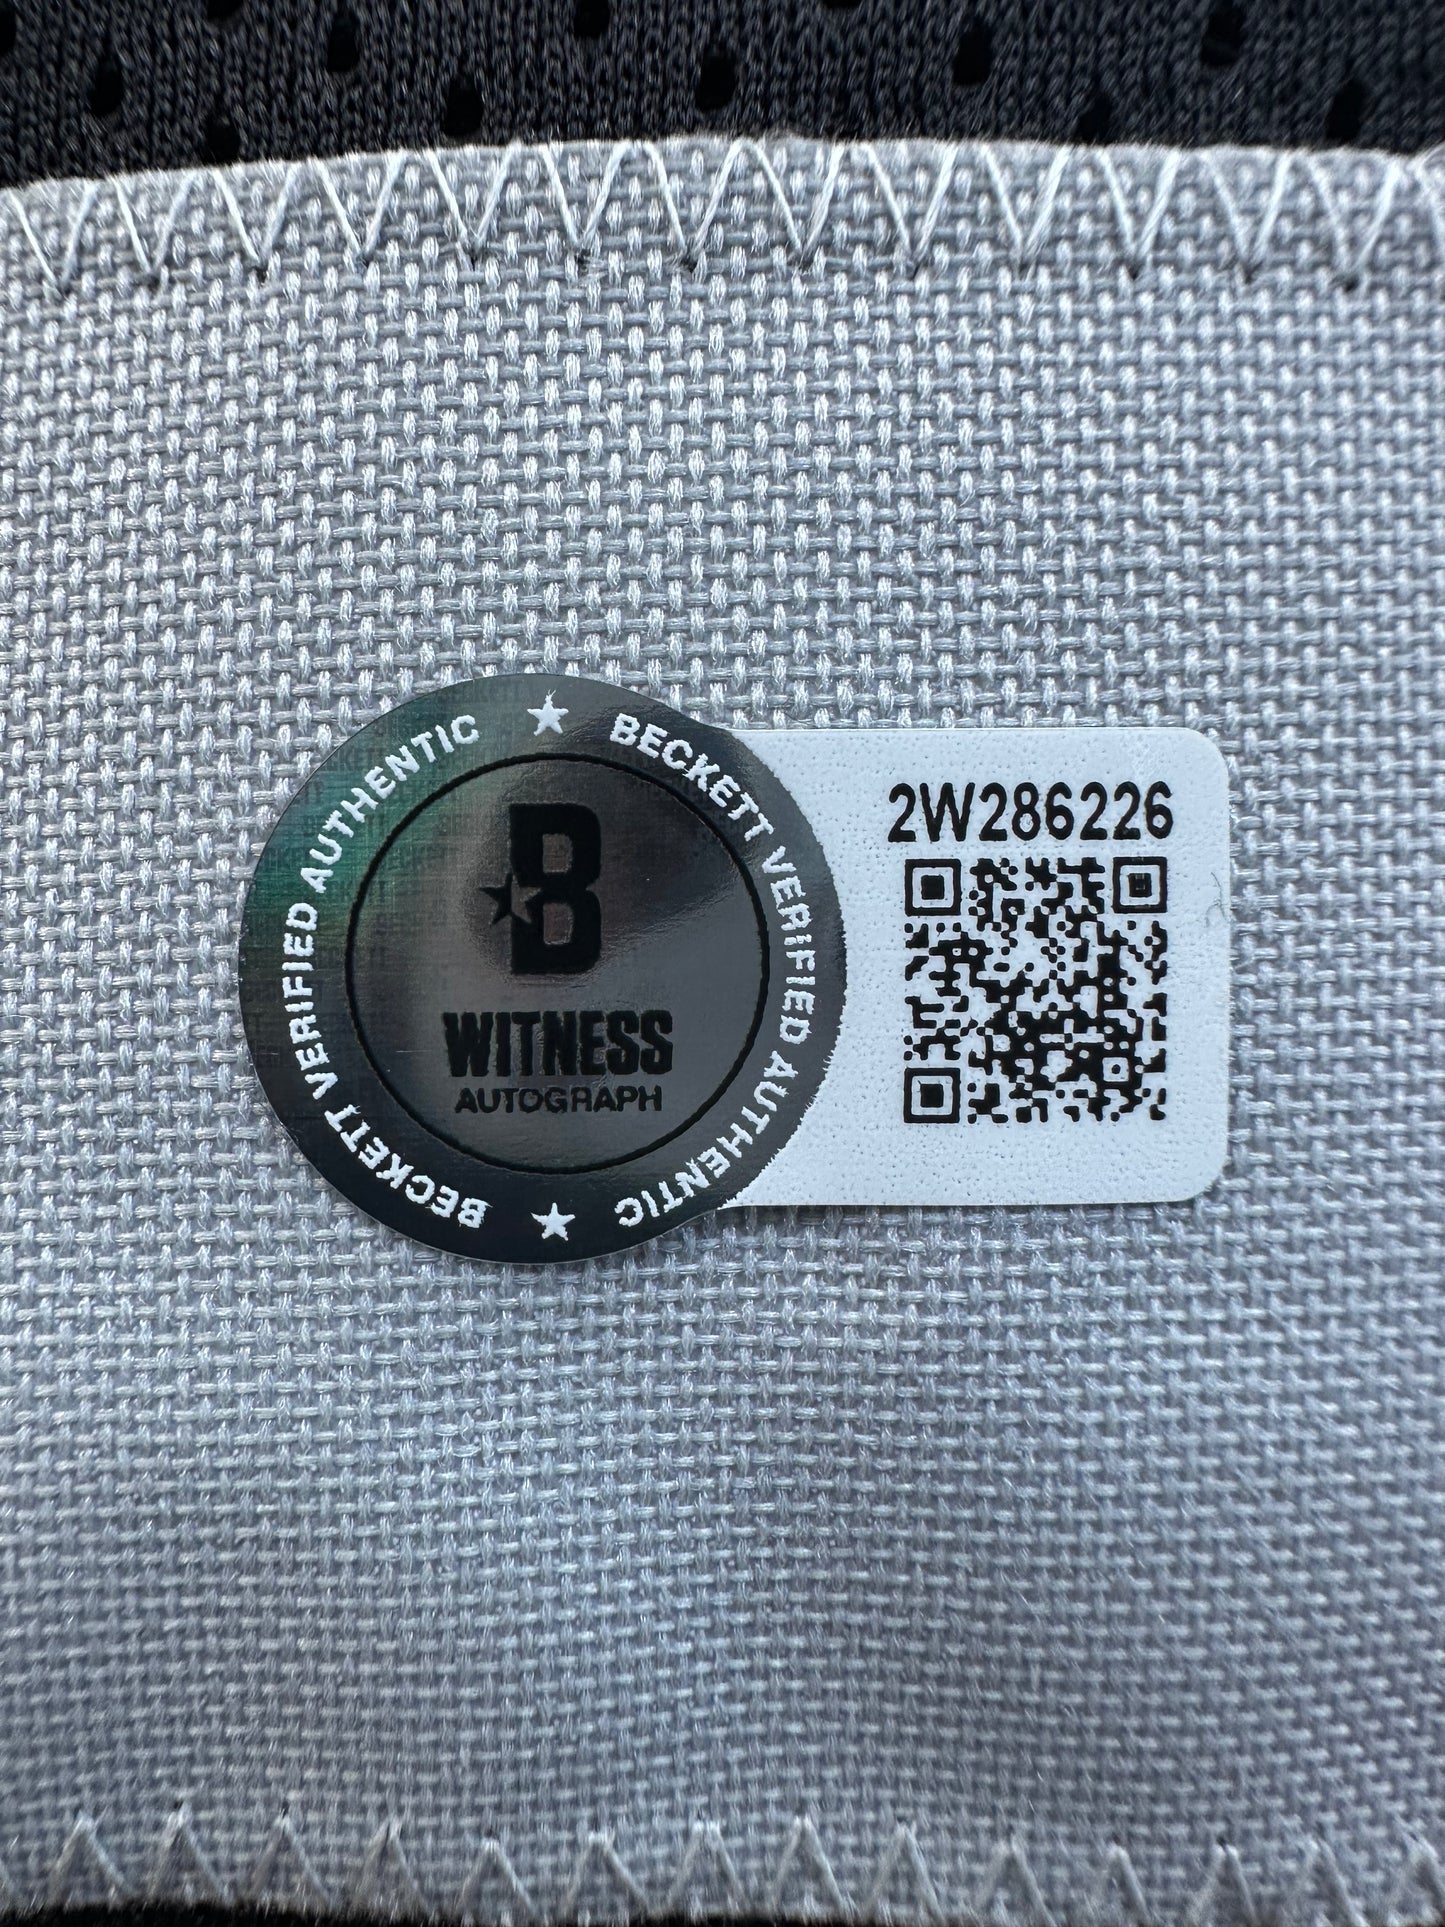 BECKETT VERIFIED AUTHENTIC ★ BECKETT VERIFIED AUTHENTIC ★
B
WITNESS
AUTOGRAPH
2W286226